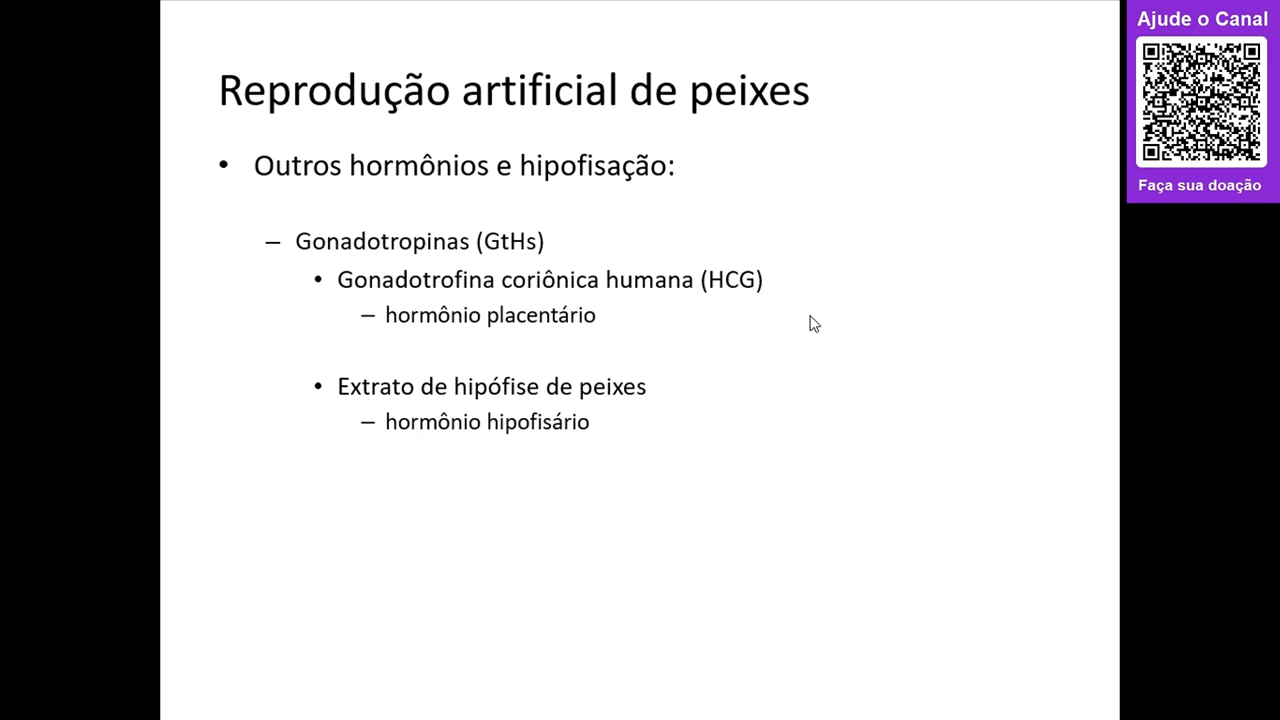 Reprodução artificial de peixes
• Outros hormônios e hipofisação:
– Gonadotropinas (GtHs)
• Gonadotrofina coriônica humana (HCG)
– hormônio placentário
• Extrato de hipófise de peixes
– hormônio hipofisário
Ajude o Canal
Faça sua doação